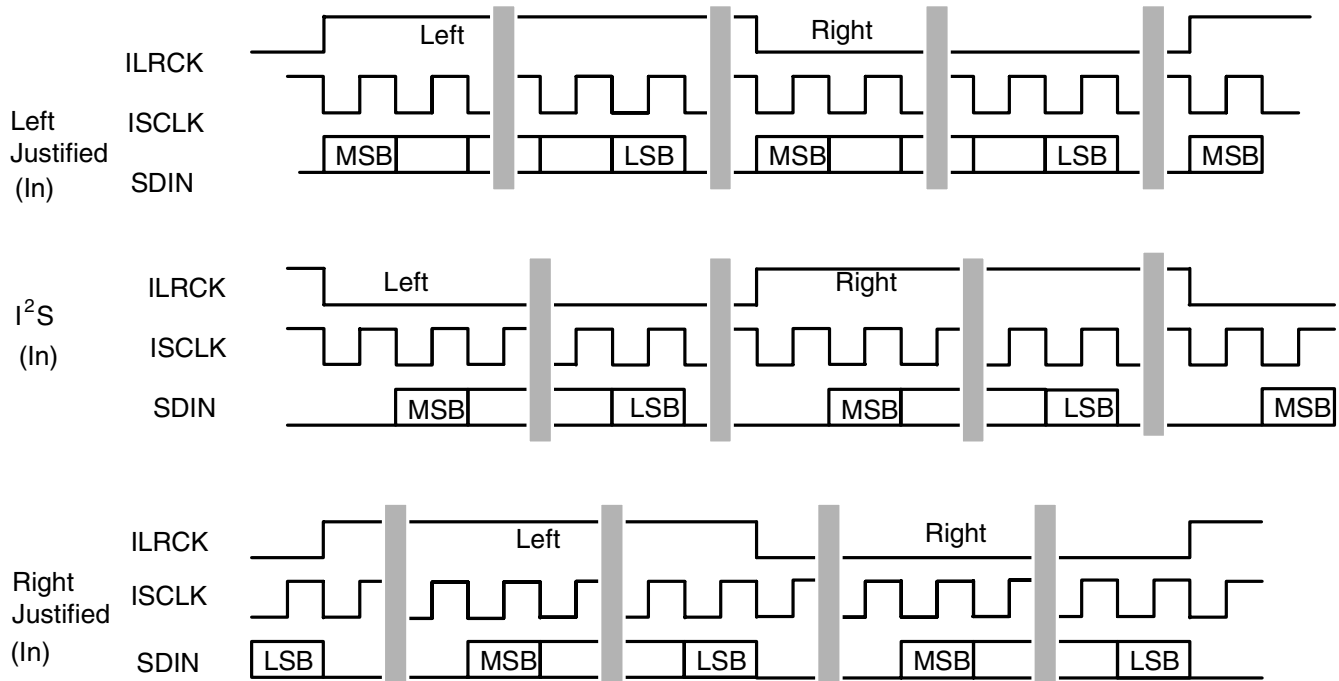 Left Right
ILRCK
ISCLK
Left
Justified
(In)
MSB LSB MSB LSB MSB
SDIN
Left Right
ILRCK
I²S
(In)
ISCLK
SDIN
MSB LSB MSB LSB MSB
Left Right
ILRCK
Right
Justified
(In)
ISCLK
SDIN
LSB MSB LSB MSB LSB